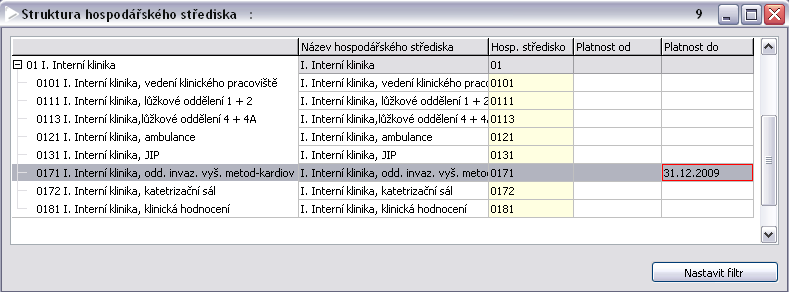 Struktura hospodářského střediska : 9
Název hospodářského střediska Hosp. středisko Platnost od Platnost do
01 I. Interní klinika I. Interní klinika 01
0101 I. Interní klinika, vedení klinického pracoviště I. Interní klinika, vedení klinického praco 0101
0111 I. Interní klinika, lůžkové oddělení 1 + 2 I. Interní klinika, lůžkové oddělení 1 + 2 0111
0113 I. Interní klinika,lůžkové oddělení 4 + 4A I. Interní klinika,lůžkové oddělení 4 + 4A 0113
0121 I. Interní klinika, ambulance I. Interní klinika, ambulance 0121
0131 I. Interní klinika, JIP I. Interní klinika, JIP 0131
0171 I. Interní klinika, odd. invaz. vyš. metod-kardiov I. Interní klinika, odd. invaz. vyš. meto 0171 31.12.2009
0172 I. Interní klinika, katetrizační sál I. Interní klinika, katetrizační sál 0172
0181 I. Interní klinika, klinická hodnocení I. Interní klinika, klinická hodnocení 0181
Nastavit filtr